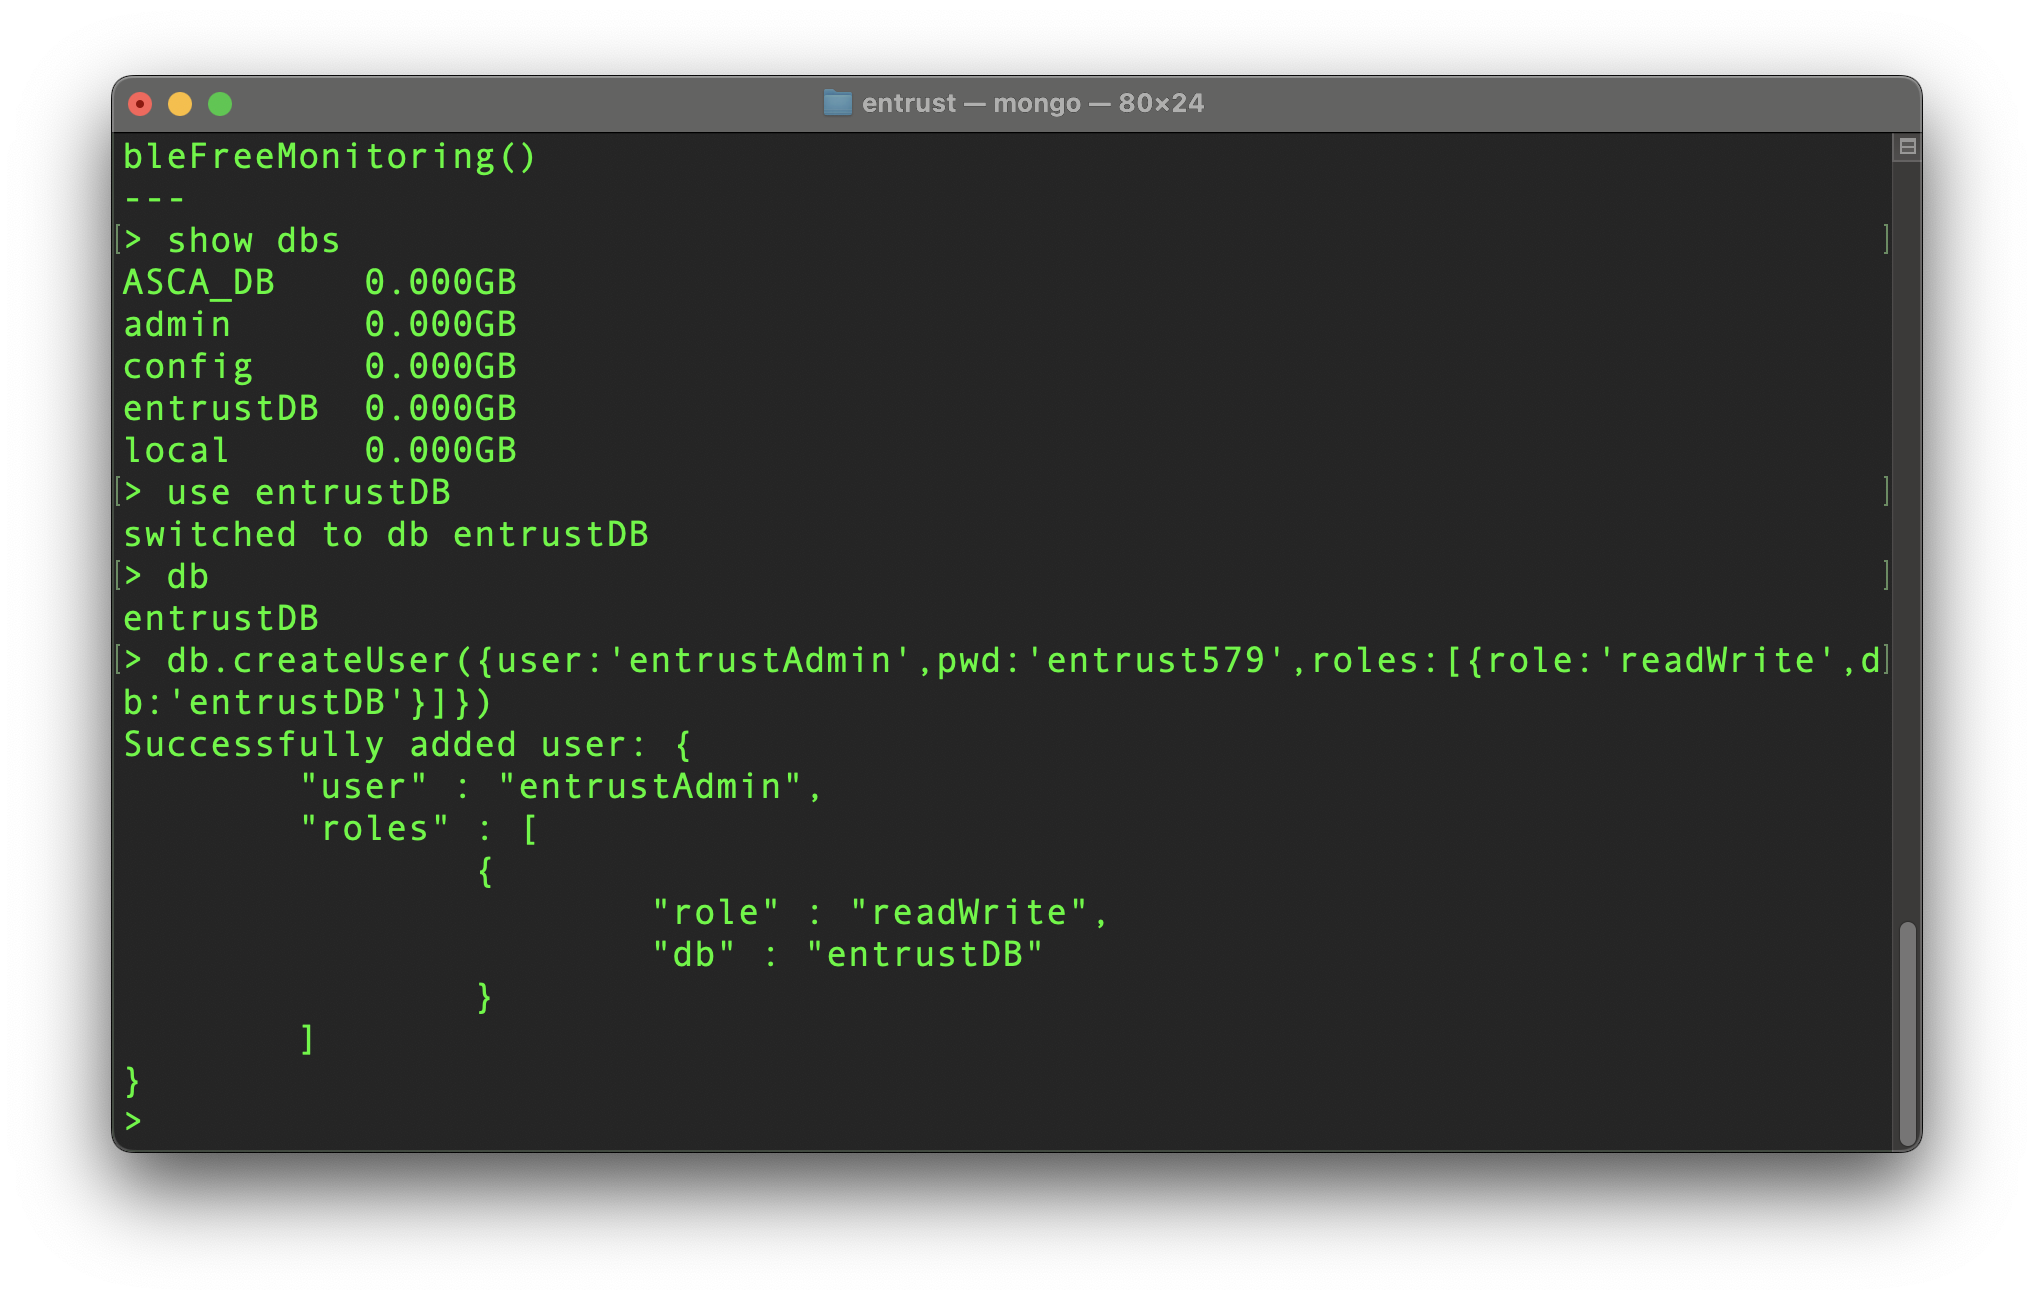 entrust — mongo — 80×24
bleFreeMonitoring()
---
> show dbs
ASCA_DB    0.000GB
admin      0.000GB
config     0.000GB
entrustDB  0.000GB
local      0.000GB
> use entrustDB
switched to db entrustDB
> db
entrustDB
> db.createUser({user:'entrustAdmin',pwd:'entrust579',roles:[{role:'readWrite',d
b:'entrustDB'}]})
Successfully added user: {
        "user" : "entrustAdmin",
        "roles" : [
                {
                        "role" : "readWrite",
                        "db" : "entrustDB"
                }
        ]
}
>